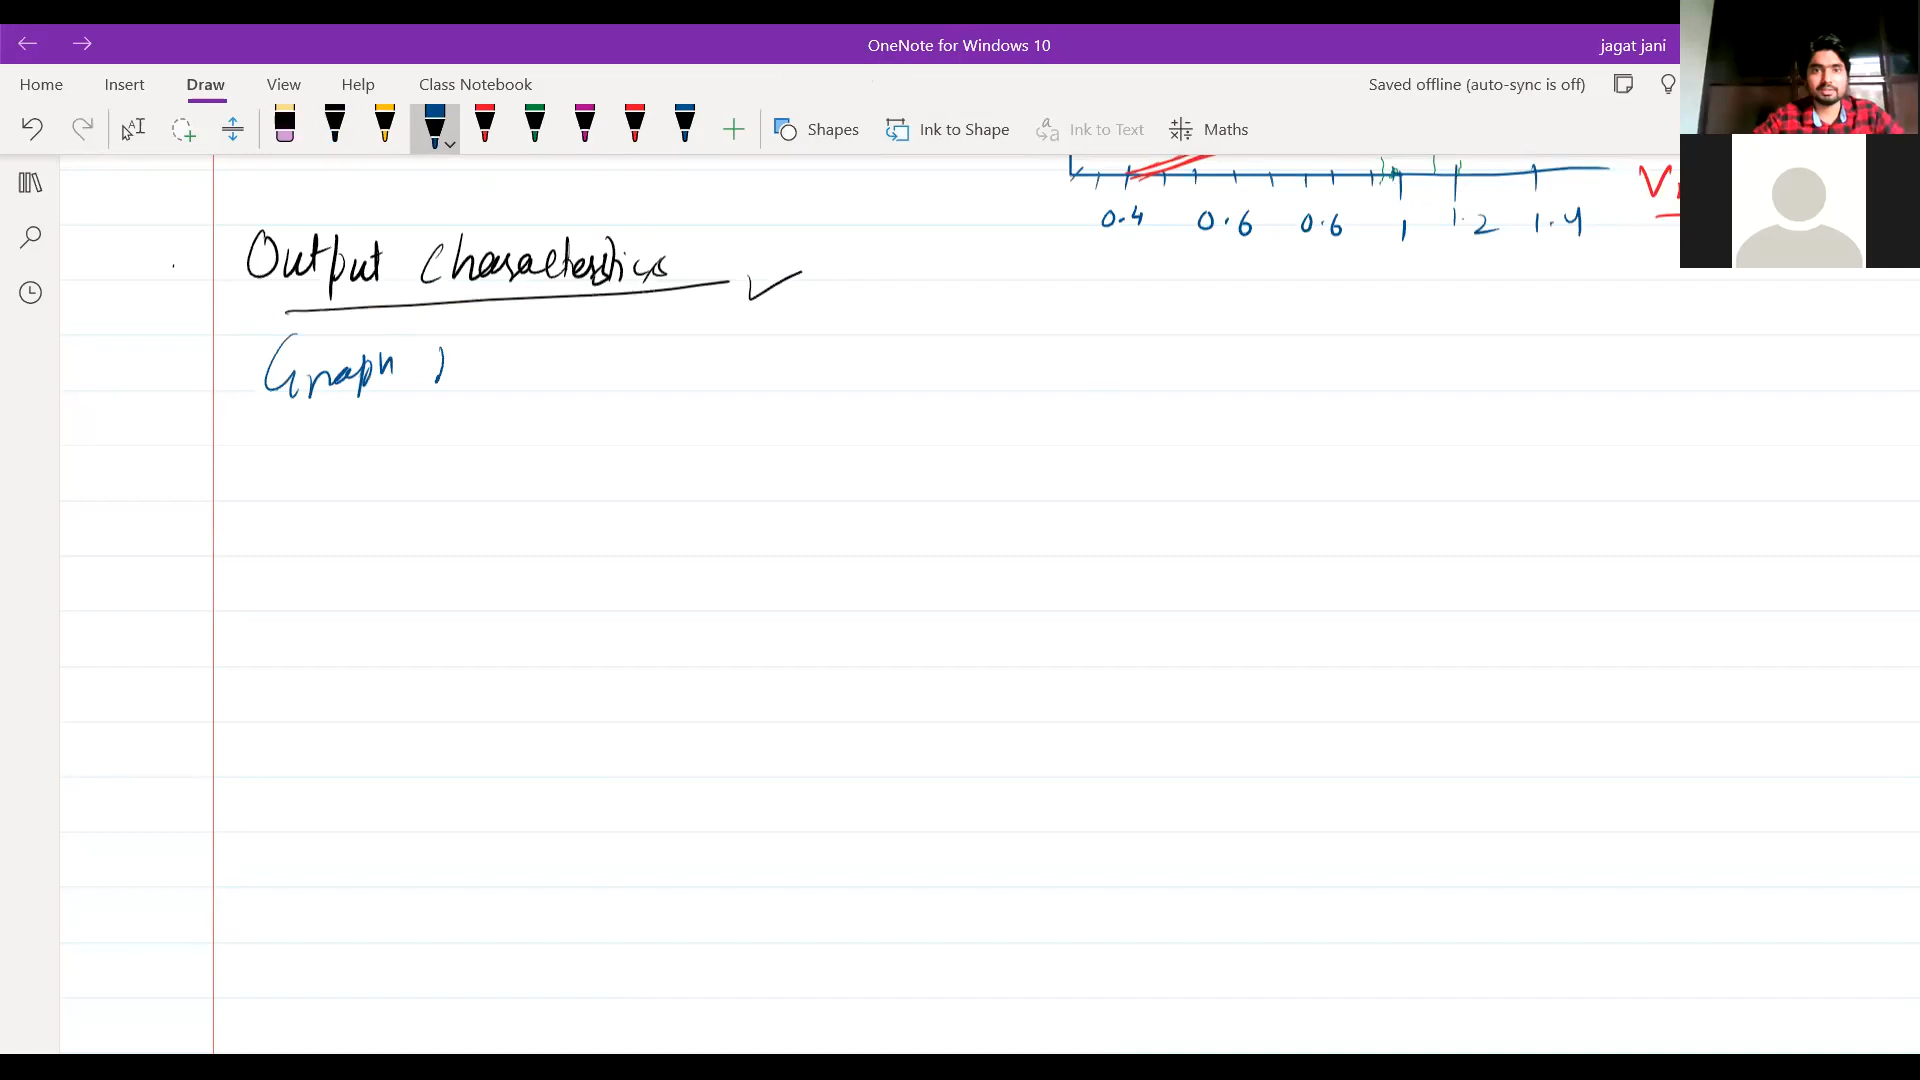 OneNote for Windows 10
jagat jani
Home Insert Draw View Help Class Notebook
Saved offline (auto-sync is off)
Shapes Ink to Shape Ink to Text Maths
0.4 0.6 0.6 1 1.2 1.4
Output Characteristics
Graph